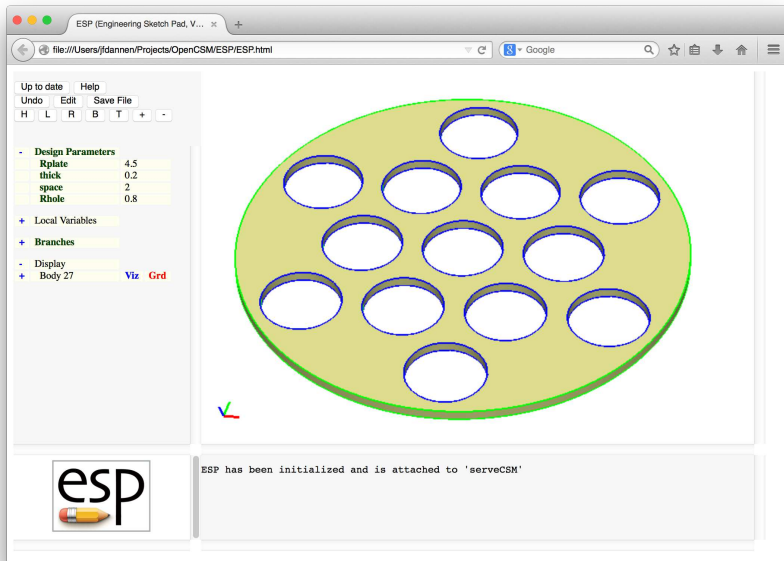 ESP (Engineering Sketch Pad, V... × +
file:///Users/jfdannen/Projects/OpenCSM/ESP/ESP.html
Google
Up to date Help
Undo Edit Save File
H L R B T + -
- Design Parameters
Rplate 4.5
thick 0.2
space 2
Rhole 0.8
+ Local Variables
+ Branches
- Display
+ Body 27 Viz Grd
esp
ESP has been initialized and is attached to 'serveCSM'